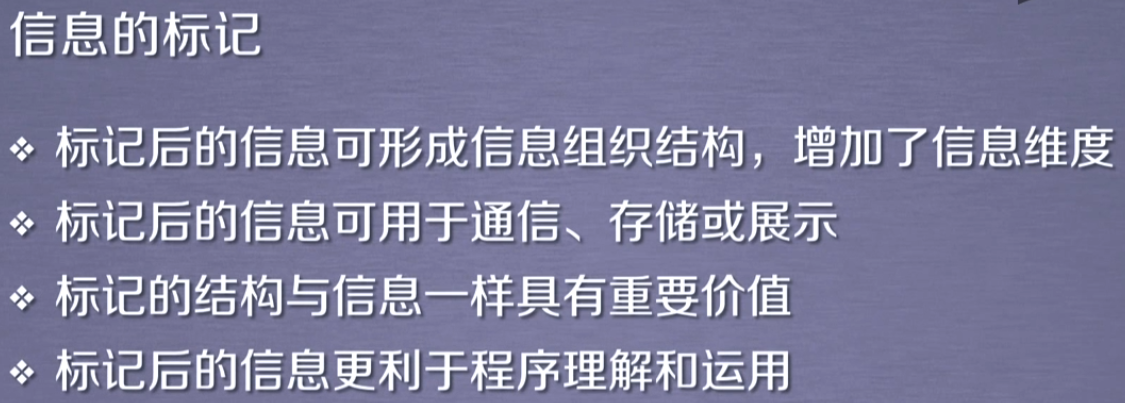 信息的标记
❖ 标记后的信息可形成信息组织结构，增加了信息维度
❖ 标记后的信息可用于通信、存储或展示
❖ 标记的结构与信息一样具有重要价值
❖ 标记后的信息更利于程序理解和运用